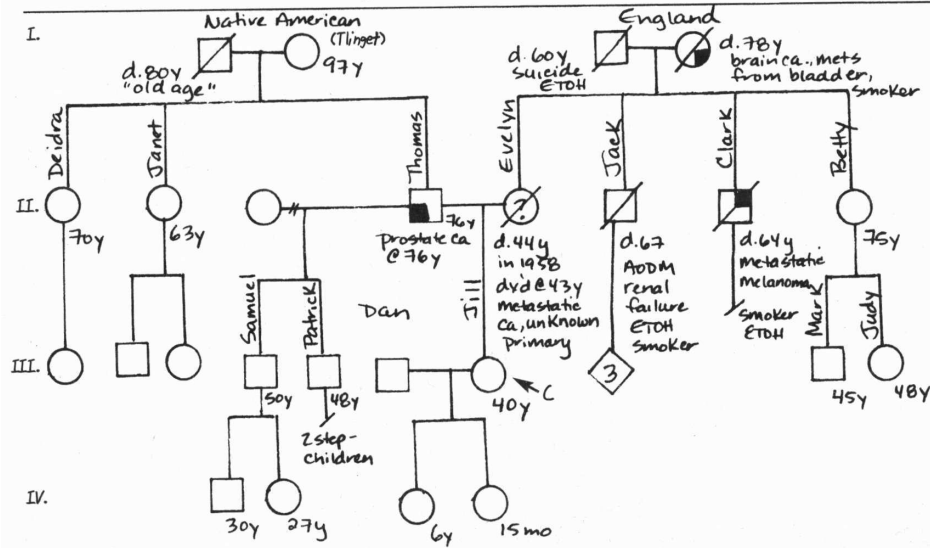 I.
Native American
(Tlinget)
97y
d. 80y
"old age"
England
d. 60y
suicide
ETOH
d. 78y
brain ca., mets
from bladder,
smoker
Deidra
Janet
Thomas
Evelyn
Jack
Clark
Betty
II.
70y
63y
76y
prostate ca
@ 76y
?
d. 44y
in 1958
dx'd @ 43y
metastatic
ca, unknown
primary
d. 67
AODM
renal
failure
ETOH
smoker
d. 64y
metastatic
melanoma
smoker
ETOH
75y
Samuel
Patrick
Dan
Jill
Mark
Judy
III.
50y
48y
2 step-
children
40y
C
3
45y
48y
IV.
30y
27y
6y
15mo